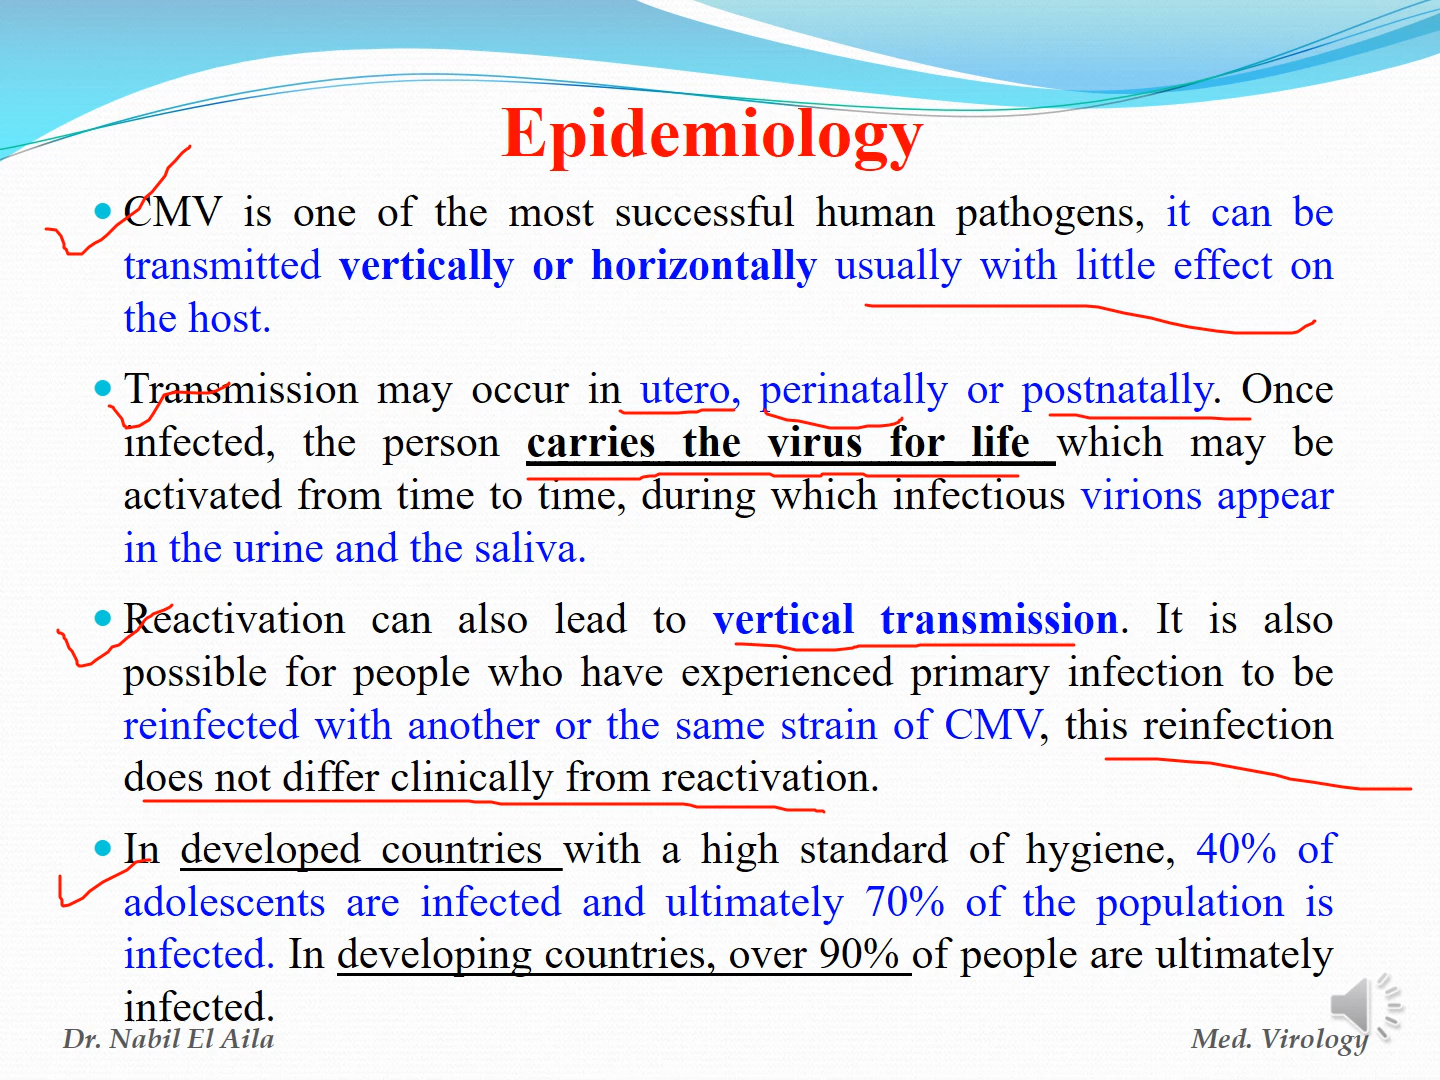 Epidemiology
• CMV is one of the most successful human pathogens, it can be
transmitted vertically or horizontally usually with little effect on
the host.
• Transmission may occur in utero, perinatally or postnatally. Once
infected, the person carries the virus for life which may be
activated from time to time, during which infectious virions appear
in the urine and the saliva.
• Reactivation can also lead to vertical transmission. It is also
possible for people who have experienced primary infection to be
reinfected with another or the same strain of CMV, this reinfection
does not differ clinically from reactivation.
• In developed countries with a high standard of hygiene, 40% of
adolescents are infected and ultimately 70% of the population is
infected. In developing countries, over 90% of people are ultimately
infected.
Dr. Nabil El Aila
Med. Virology